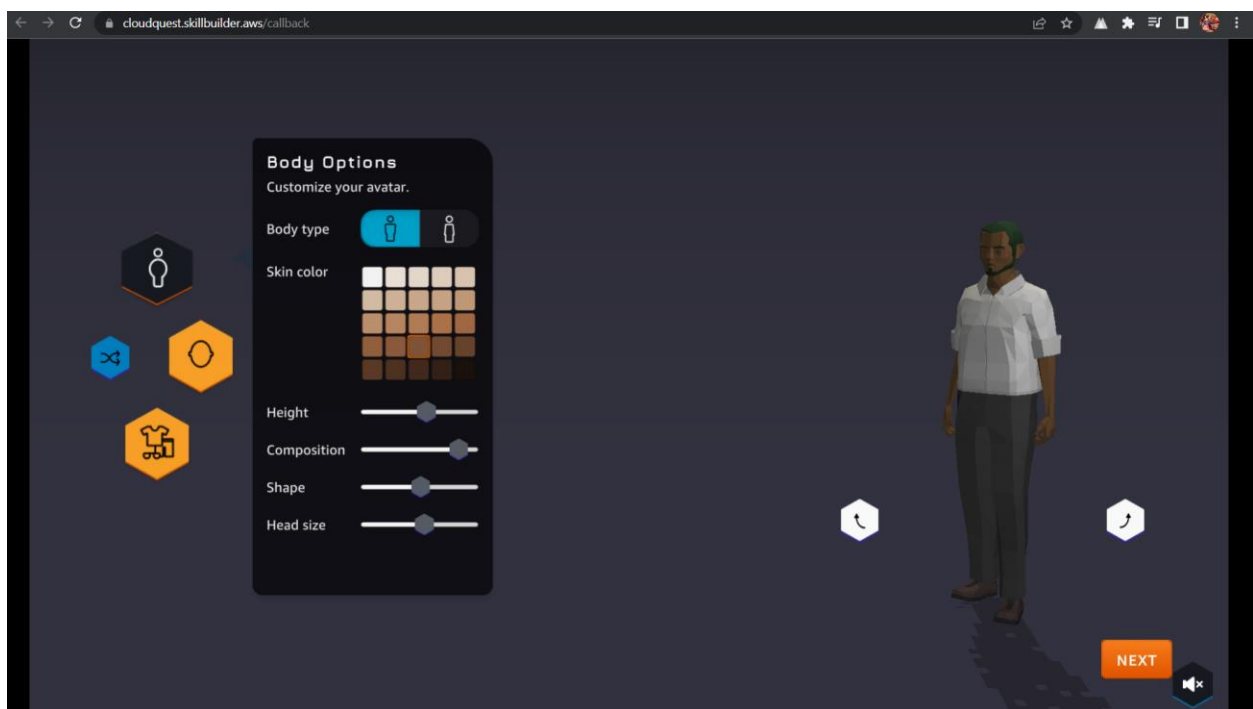 cloudquest.skillbuilder.aws/callback
Body Options
Customize your avatar.
Body type
Skin color
Height
Composition
Shape
Head size
NEXT